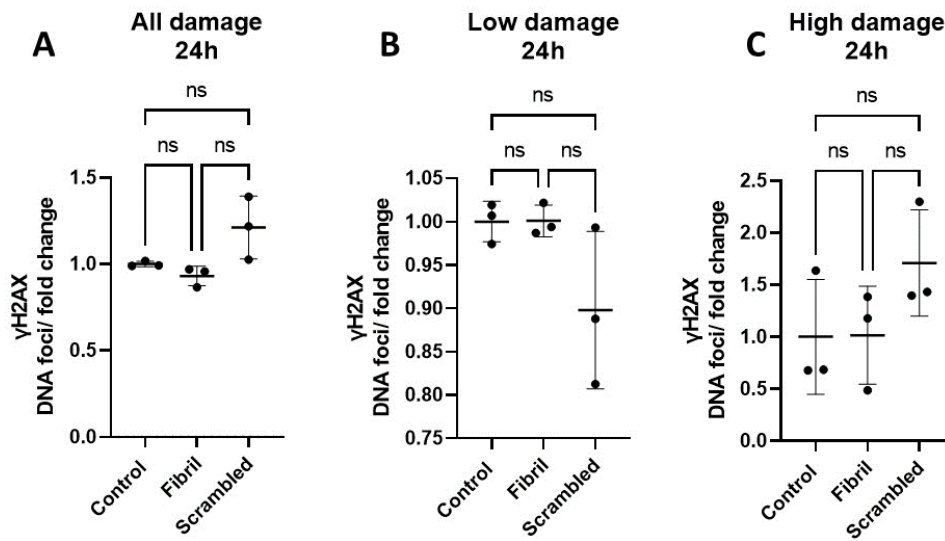 A
All damage
24h
ns
ns
ns
1.5
1.0
0.5
0.0
γH2AX
DNA foci/ fold change
Control
Fibril
Scrambled
B
Low damage
24h
ns
ns
ns
1.05
1.00
0.95
0.90
0.85
0.80
0.75
γH2AX
DNA foci/ fold change
Control
Fibril
Scrambled
C
High damage
24h
ns
ns
ns
2.5
2.0
1.5
1.0
0.5
0.0
γH2AX
DNA foci/ fold change
Control
Fibril
Scrambled